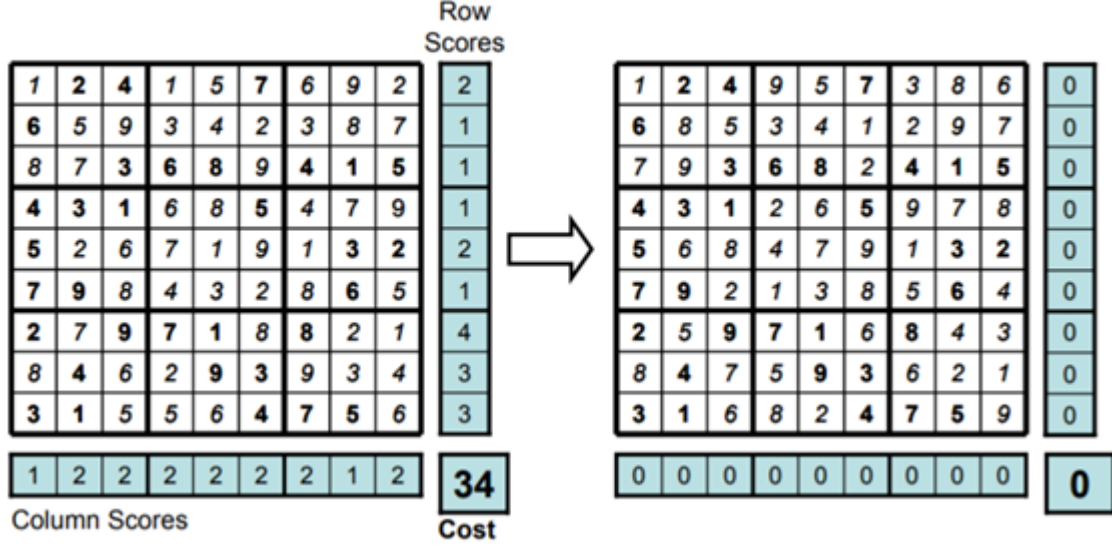 Row
Scores
1 2 4 1 5 7 6 9 2 2 1 2 4 9 5 7 3 8 6 0
6 5 9 3 4 2 3 8 7 1 6 8 5 3 4 1 2 9 7 0
8 7 3 6 8 9 4 1 5 1 7 9 3 6 8 2 4 1 5 0
4 3 1 6 8 5 4 7 9 1 4 3 1 2 6 5 9 7 8 0
5 2 6 7 1 9 1 3 2 2 5 6 8 4 7 9 1 3 2 0
7 9 8 4 3 2 8 6 5 1 7 9 2 1 3 8 5 6 4 0
2 7 9 7 1 8 8 2 1 4 2 5 9 7 1 6 8 4 3 0
8 4 6 2 9 3 9 3 4 3 8 4 7 5 9 3 6 2 1 0
3 1 5 5 6 4 7 5 6 3 3 1 6 8 2 4 7 5 9 0
1 2 2 2 2 2 2 1 2 34 0 0 0 0 0 0 0 0 0 0
Column Scores Cost